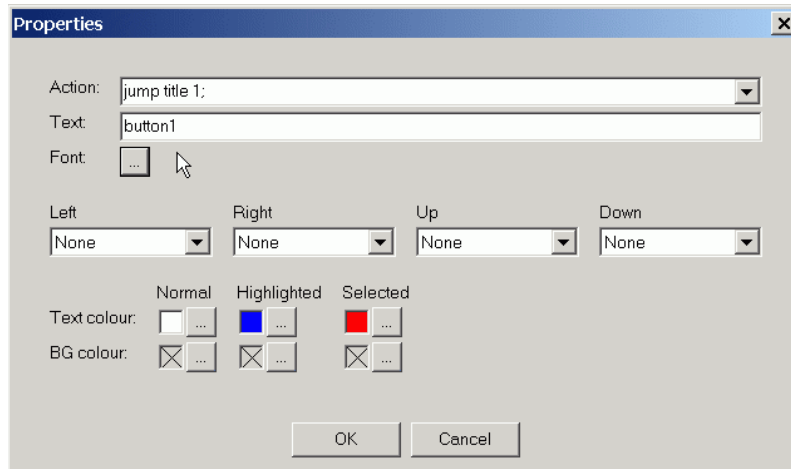 Properties
Action: jump title 1;
Text: button1
Font: ...
Left Right Up Down
None None None None
Normal Highlighted Selected
Text colour: ... ... ...
BG colour: ... ... ...
OK Cancel